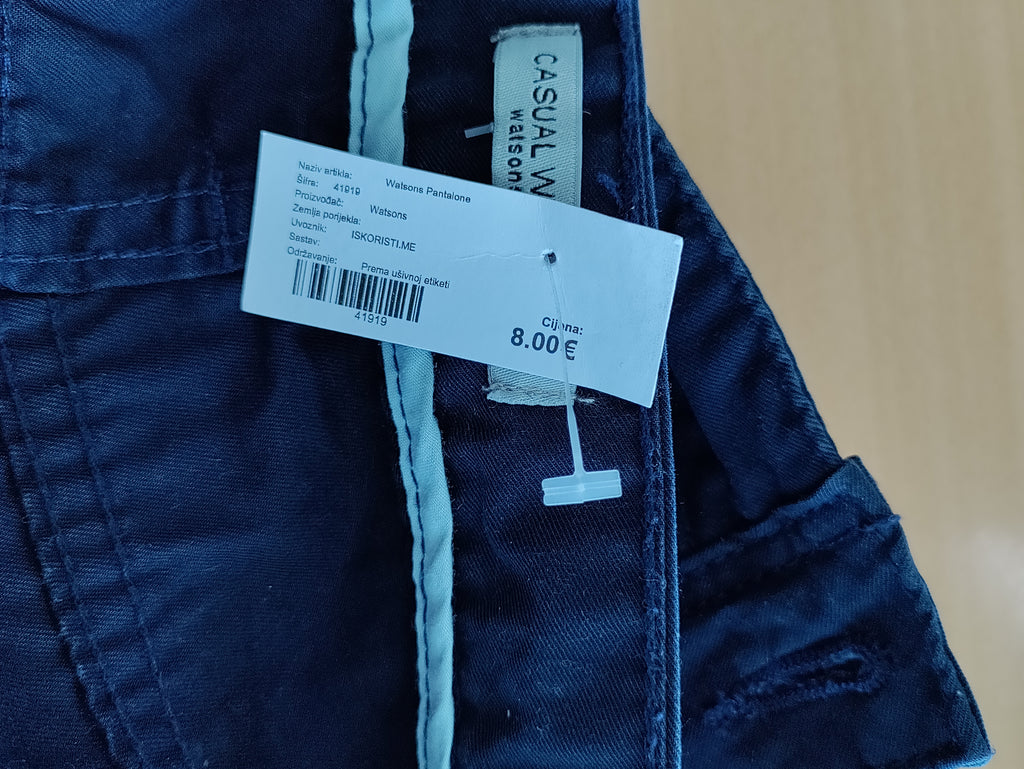 CASUAL W
watsons
Naziv artikla: Watsons Pantalone
Šifra: 41919
Proizvođač: Watsons
Zemlja porijekla:
Uvoznik: ISKORISTI.ME
Sastav:
Održavanje: Prema ušivnoj etiketi
41919
Cijena:
8.00€